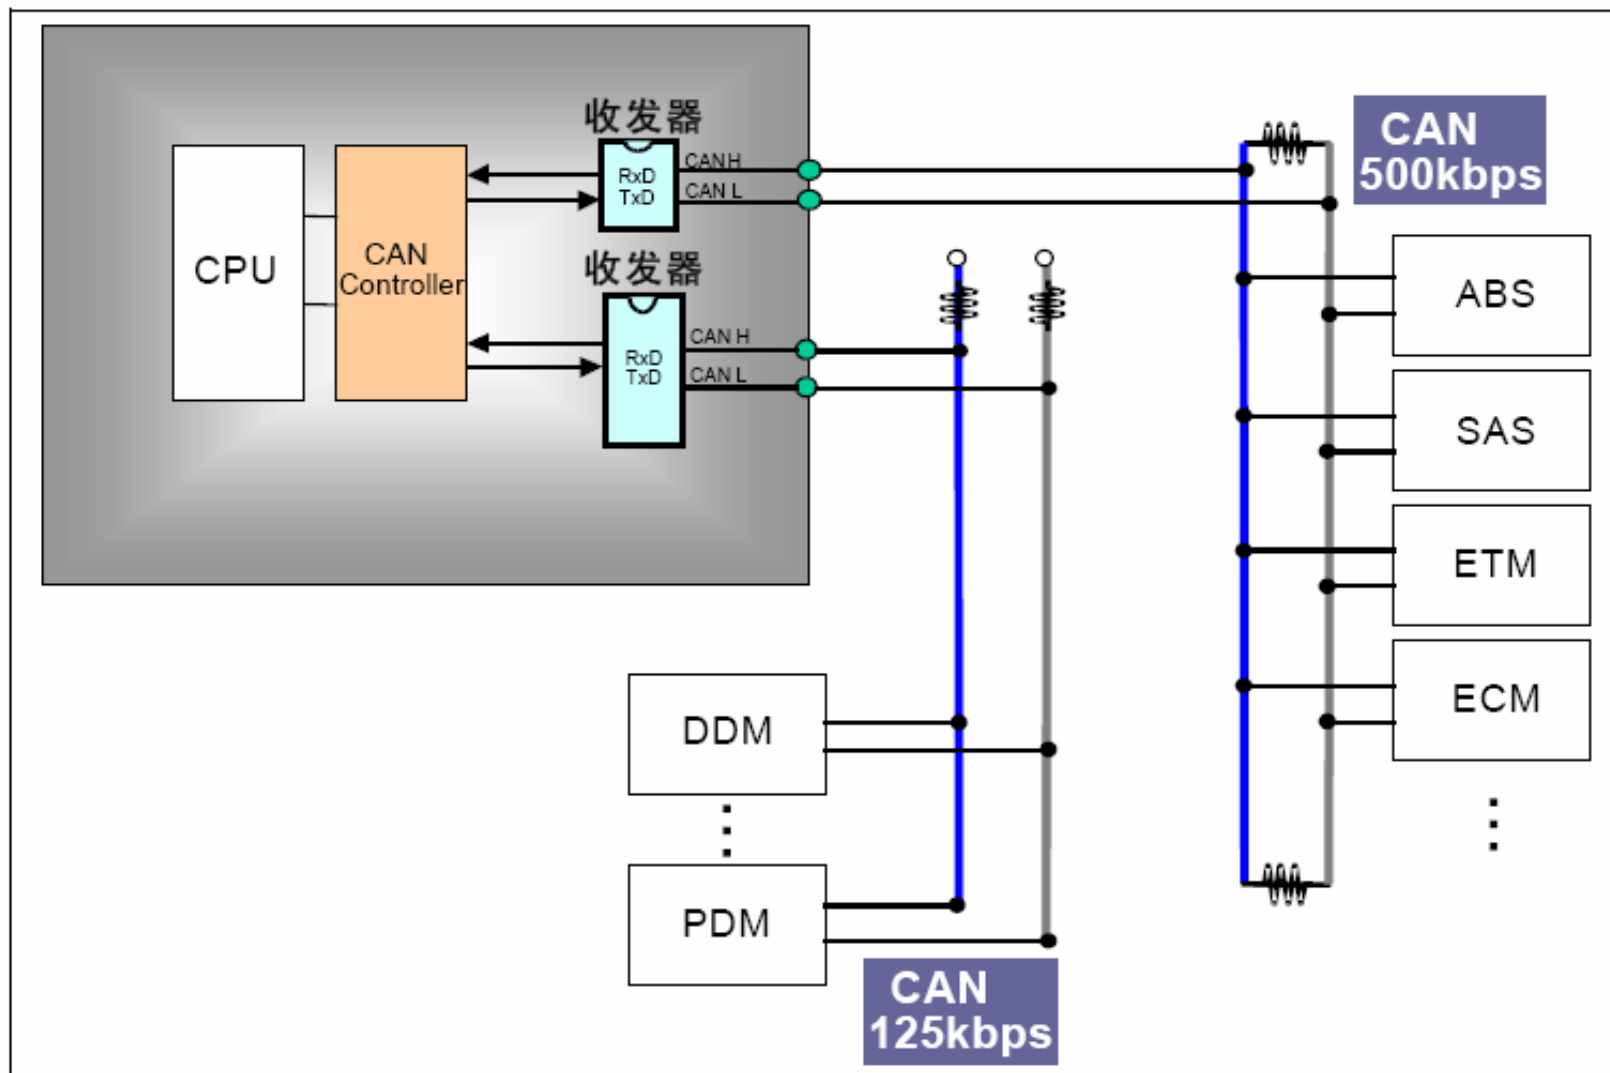 收发器
CAN
500kbps
CANH
RxD
TxD
CAN L
CPU
CAN
Controller
收发器
ABS
CAN H
RxD
TxD
CAN L
SAS
ETM
ECM
DDM
PDM
CAN
125kbps